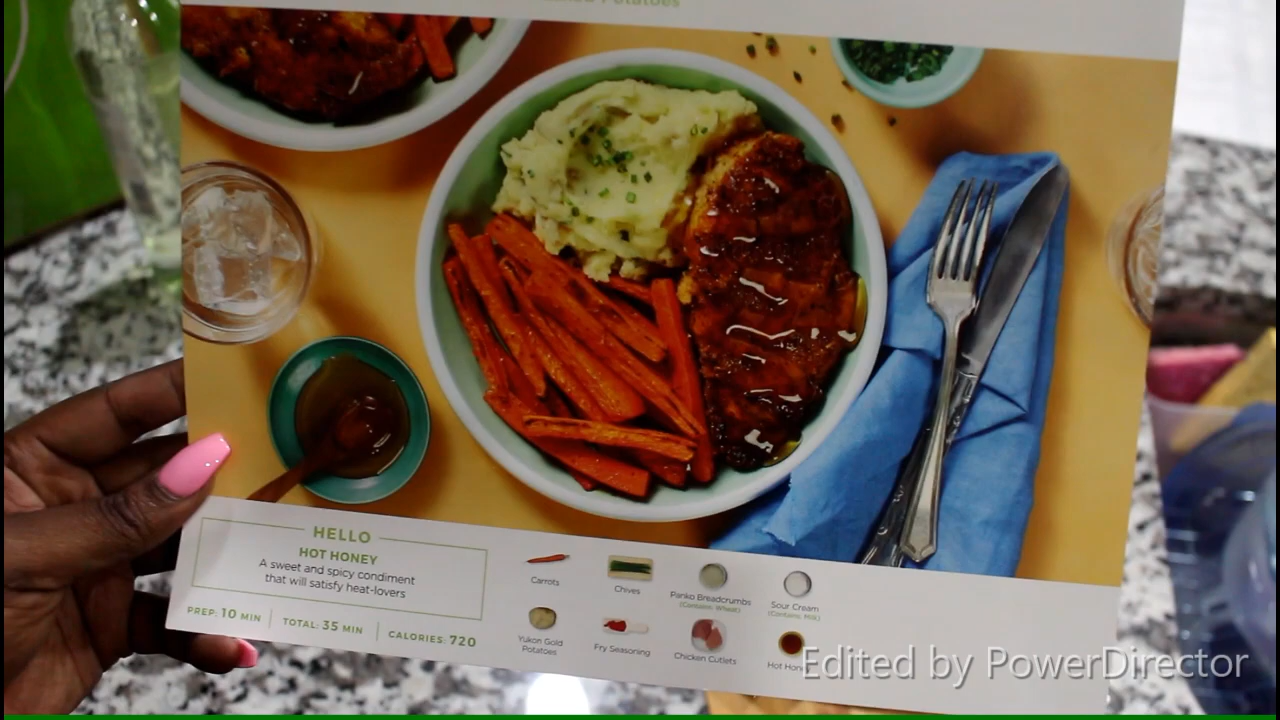 Potatoes
HELLO
HOT HONEY
A sweet and spicy condiment
that will satisfy heat-lovers
PREP: 10 MIN
TOTAL: 35 MIN
CALORIES: 720
Carrots
Chives
Panko Breadcrumbs
(Contains: Wheat)
Sour Cream
(Contains: Milk)
Yukon Gold
Potatoes
Fry Seasoning
Chicken Cutlets
Hot
Edited by PowerDirector